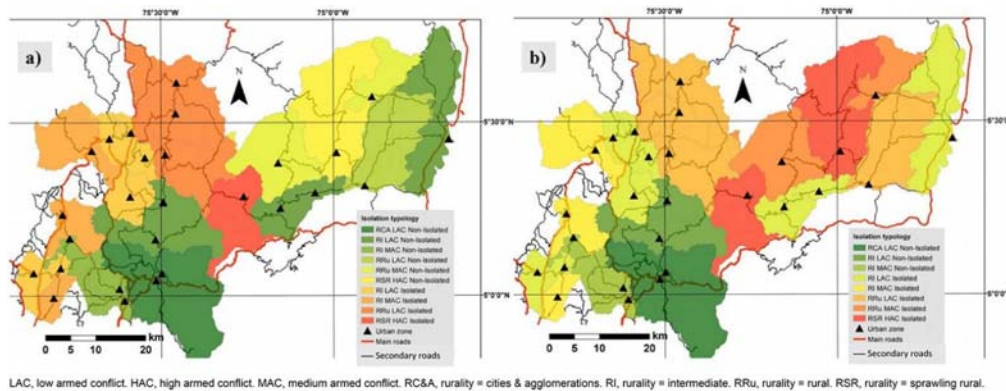 75°30'0"W 75°0'0"W
a)
N
5°30'0"N
5°0'0"N
Isolation typology
RCA LAC Non-Isolated
RI LAC Non-Isolated
RI MAC Non-Isolated
RRu LAC Non-Isolated
RRu MAC Non-Isolated
RSR HAC Non-Isolated
RI LAC Isolated
RI MAC Isolated
RRu LAC Isolated
RSR HAC Isolated
Urban zone
Main roads
Secondary roads
0 5 10 20
km
75°30'0"W 75°0'0"W
b)
N
5°30'0"N
5°0'0"N
Isolation typology
RCA LAC Non-Isolated
RI LAC Non-Isolated
RI MAC Non-Isolated
RI LAC Isolated
RI MAC Isolated
RRu LAC Isolated
RRu MAC Isolated
RSR HAC Isolated
Urban zone
Main roads
Secondary roads
0 5 10 20
km
LAC, low armed conflict. HAC, high armed conflict. MAC, medium armed conflict. RC&A, rurality = cities & agglomerations. RI, rurality = intermediate. RRu, rurality = rural. RSR, rurality = sprawling rural.